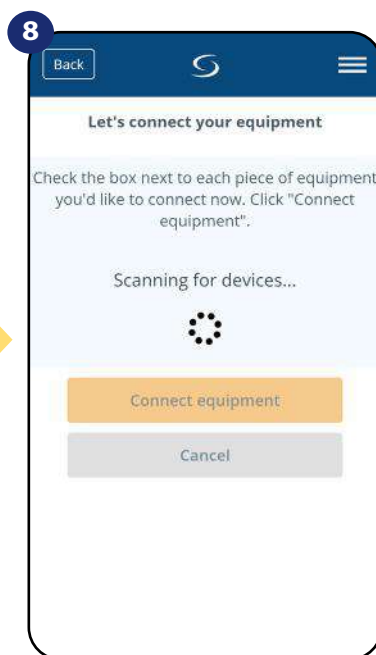 8
Back
Let's connect your equipment
Check the box next to each piece of equipment
you'd like to connect now. Click "Connect
equipment".
Scanning for devices...
Connect equipment
Cancel